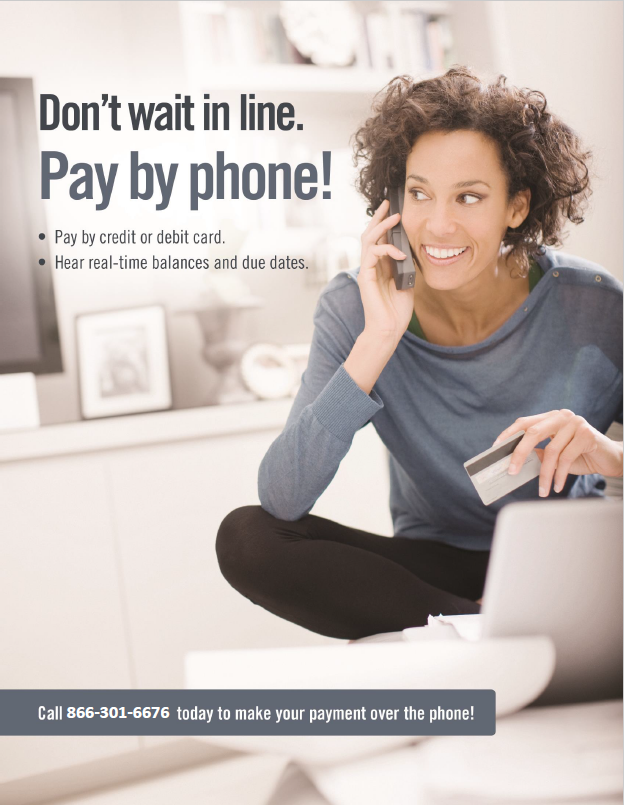 Don't wait in line.
Pay by phone!
• Pay by credit or debit card.
• Hear real-time balances and due dates.
Call 866-301-6676 today to make your payment over the phone!